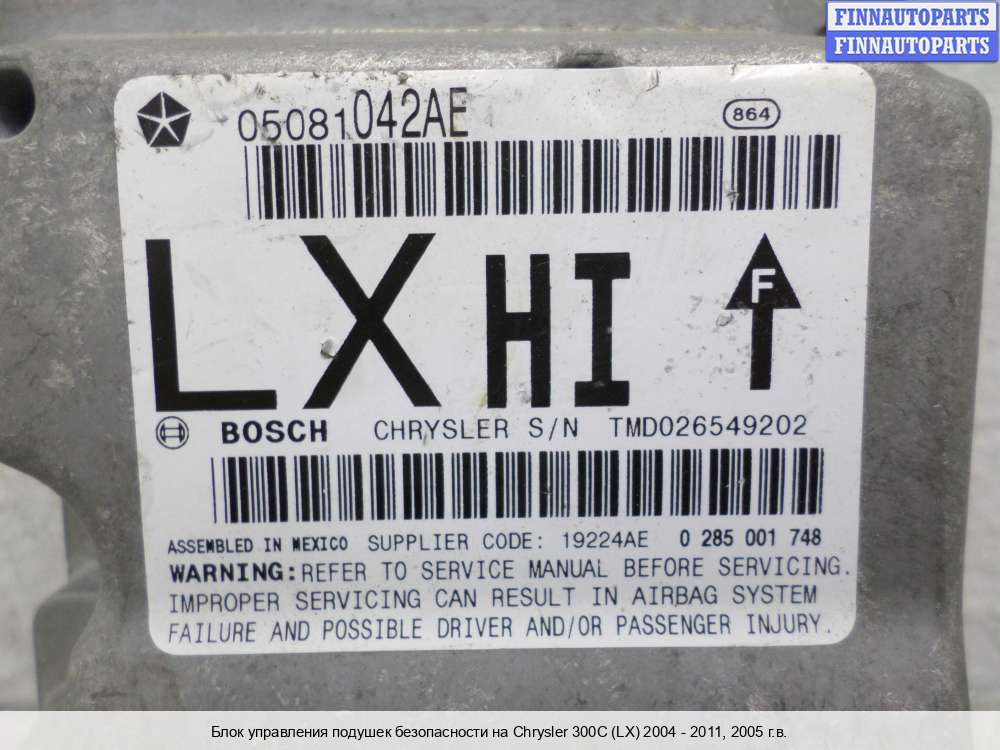 FINNAUTOPARTS
FINNAUTOPARTS
05081042AE
864
LX HI F
BOSCH CHRYSLER S/N TMD026549202
ASSEMBLED IN MEXICO SUPPLIER CODE: 19224AE 0 285 001 748
WARNING: REFER TO SERVICE MANUAL BEFORE SERVICING.
IMPROPER SERVICING CAN RESULT IN AIRBAG SYSTEM
FAILURE AND POSSIBLE DRIVER AND/OR PASSENGER INJURY.
Блок управления подушек безопасности на Chrysler 300C (LX) 2004 - 2011, 2005 г.в.